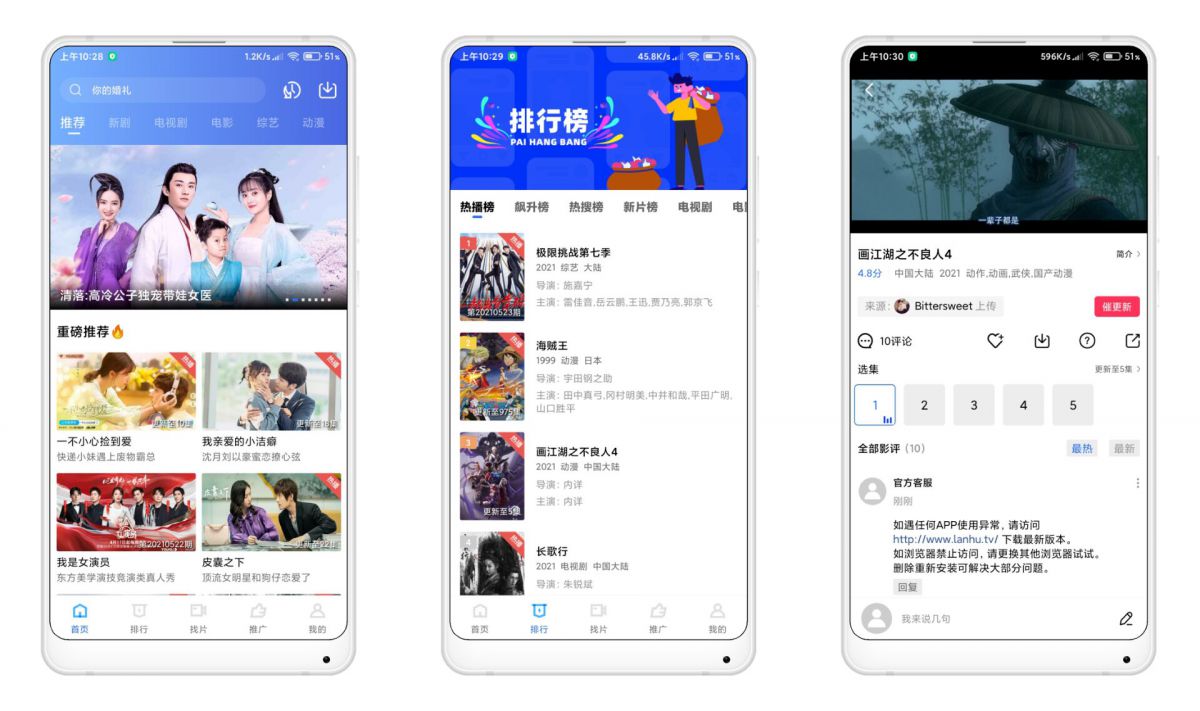 上午10:28
1.2K/s
51%
你的婚礼
推荐 新剧 电视剧 电影 综艺 动漫
清落:高冷公子独宠带娃女医
重磅推荐
热播
更新至10集
热播
更新至18集
一不小心捡到爱
我亲爱的小洁癖
快递小妹遇上废物霸总
沈月刘以豪蜜恋撩心弦
热播
第20210522期
热播
更新至22集
我是女演员
皮囊之下
东方美学演技竞演类真人秀
顶流女明星和狗仔恋爱了
首页 排行 找片 推广 我的
上午10:29
45.8K/s
51%
排行榜
PAI HANG BANG
热播榜 飙升榜 热搜榜 新片榜 电视剧
1
热播
第20210523期
极限挑战第七季
2021 综艺 大陆
导演: 施嘉宁
主演: 雷佳音,岳云鹏,王迅,贾乃亮,郭京飞
2
热播
更新至975集
海贼王
1999 动漫 日本
导演: 宇田钢之助
主演: 田中真弓,冈村明美,中井和哉,平田广明,
山口胜平
3
热播
更新至5集
画江湖之不良人4
2021 动漫 中国大陆
导演: 内详
主演: 内详
4
热播
长歌行
2021 电视剧 中国大陆
导演: 朱锐斌
首页 排行 找片 推广 我的
上午10:30
596K/s
51%
一辈子都是
画江湖之不良人4
简介
4.8分 中国大陆 2021 动作,动画,武侠,国产动漫
来源: Bittersweet 上传
催更新
10评论
选集
更新至5集
1 2 3 4 5
全部影评 (10)
最热 最新
官方客服
刚刚
如遇任何APP使用异常, 请访问
http://www.lanhu.tv/ 下载最新版本。
如浏览器禁止访问, 请更换其他浏览器试试。
删除重新安装可解决大部分问题。
回复
我来说几句